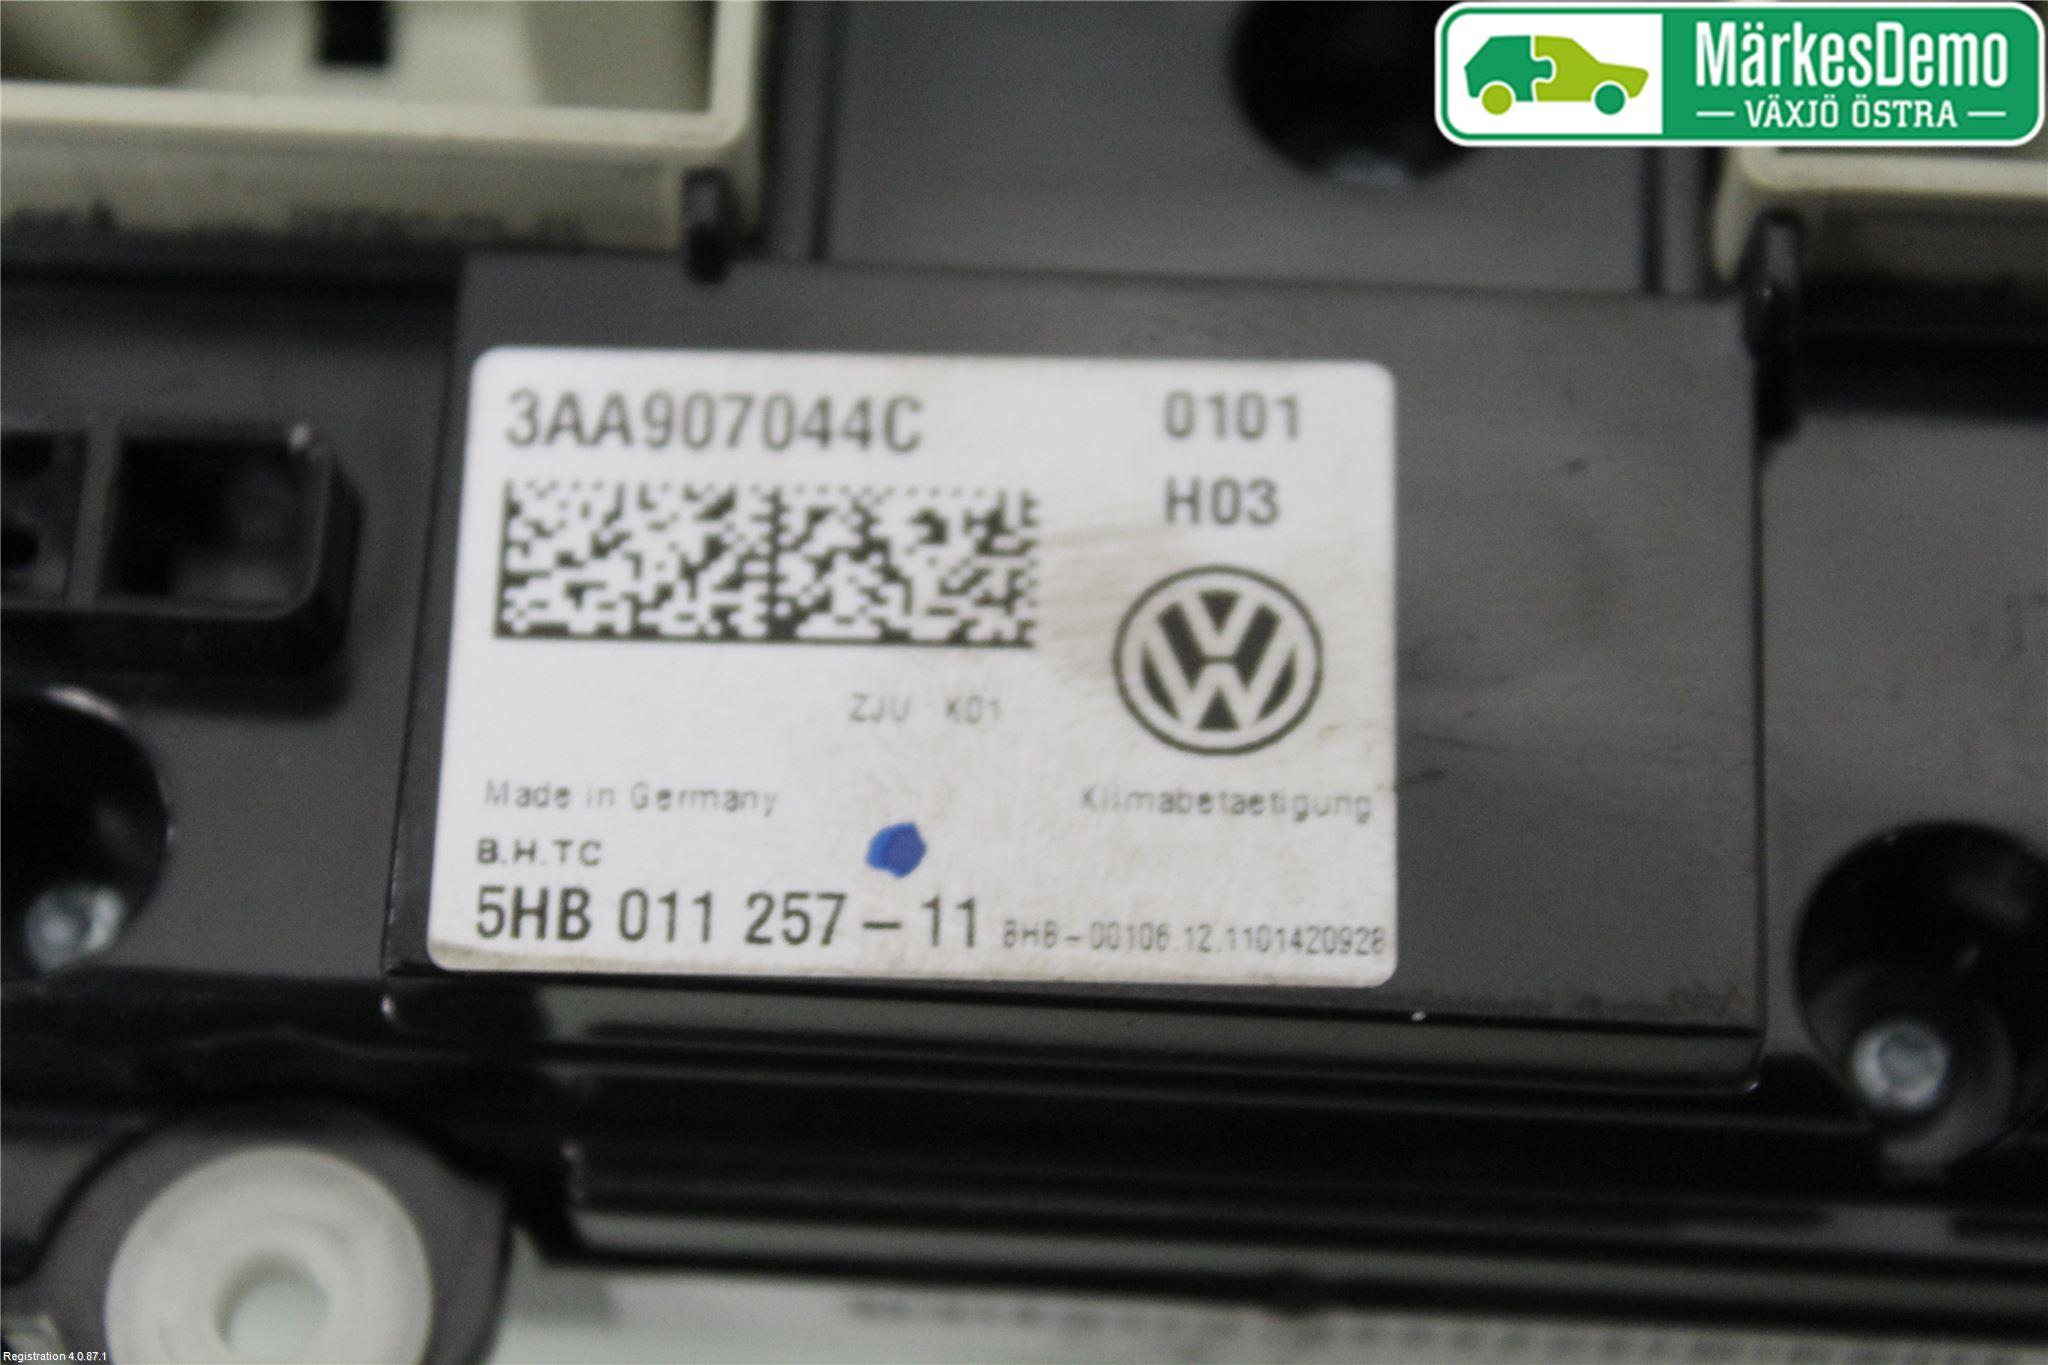 MärkesDemo
— VÄXJÖ ÖSTRA —
3AA907044C 0101
H03
ZJU K01
Made in Germany Klimabetaetigung
B.H.TC
5HB 011 257-11 BHB-00106.12.1101420928
Registration 4.0.87.1